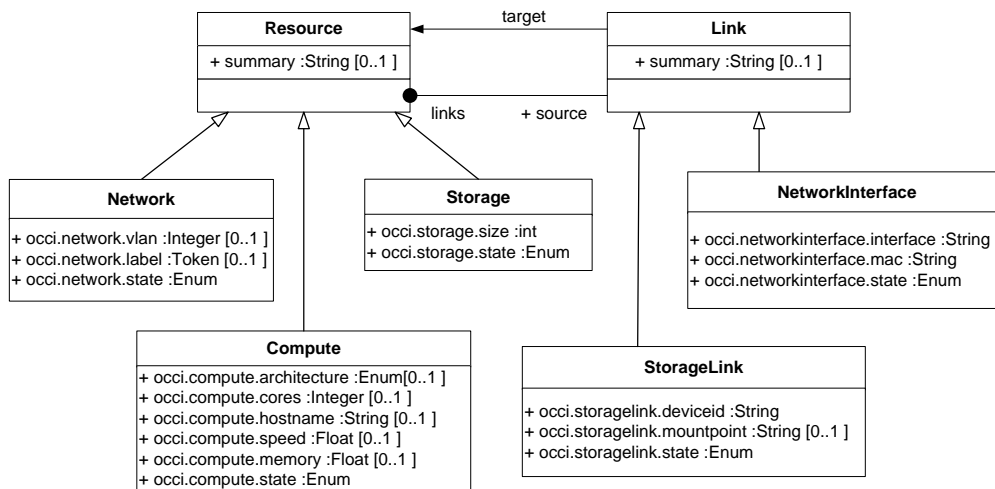 Resource
+ summary :String [0..1 ]
target
Link
+ summary :String [0..1 ]
links
+ source
Network
+ occi.network.vlan :Integer [0..1 ]
+ occi.network.label :Token [0..1 ]
+ occi.network.state :Enum
Storage
+ occi.storage.size :int
+ occi.storage.state :Enum
NetworkInterface
+ occi.networkinterface.interface :String
+ occi.networkinterface.mac :String
+ occi.networkinterface.state :Enum
Compute
+ occi.compute.architecture :Enum[0..1 ]
+ occi.compute.cores :Integer [0..1 ]
+ occi.compute.hostname :String [0..1 ]
+ occi.compute.speed :Float [0..1 ]
+ occi.compute.memory :Float [0..1 ]
+ occi.compute.state :Enum
StorageLink
+ occi.storagelink.deviceid :String
+ occi.storagelink.mountpoint :String [0..1 ]
+ occi.storagelink.state :Enum